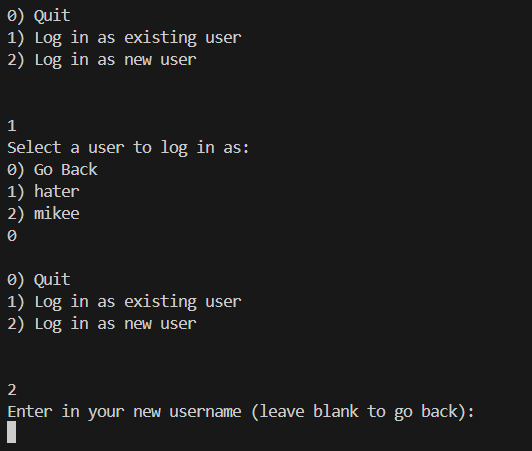 0) Quit
1) Log in as existing user
2) Log in as new user
1
Select a user to log in as:
0) Go Back
1) hater
2) mikee
0
0) Quit
1) Log in as existing user
2) Log in as new user
2
Enter in your new username (leave blank to go back):